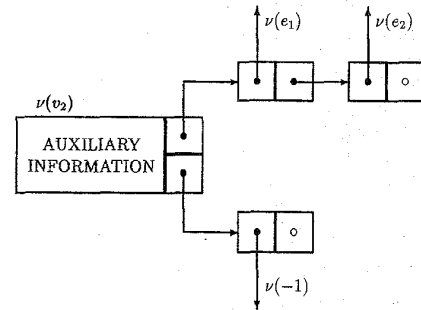 ν(e₁)
ν(e₂)
ν(v₂)
AUXILIARY
INFORMATION
ν(−1)